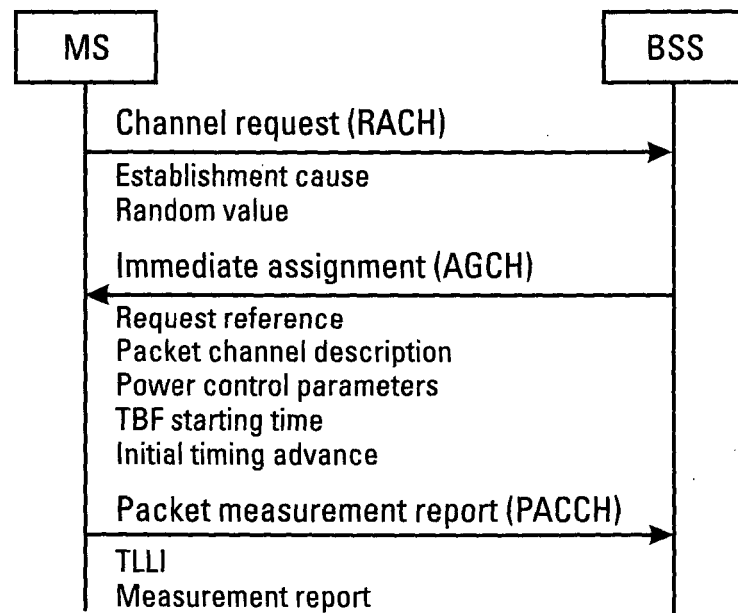 MS
BSS
Channel request (RACH)
Establishment cause
Random value
Immediate assignment (AGCH)
Request reference
Packet channel description
Power control parameters
TBF starting time
Initial timing advance
Packet measurement report (PACCH)
TLLI
Measurement report